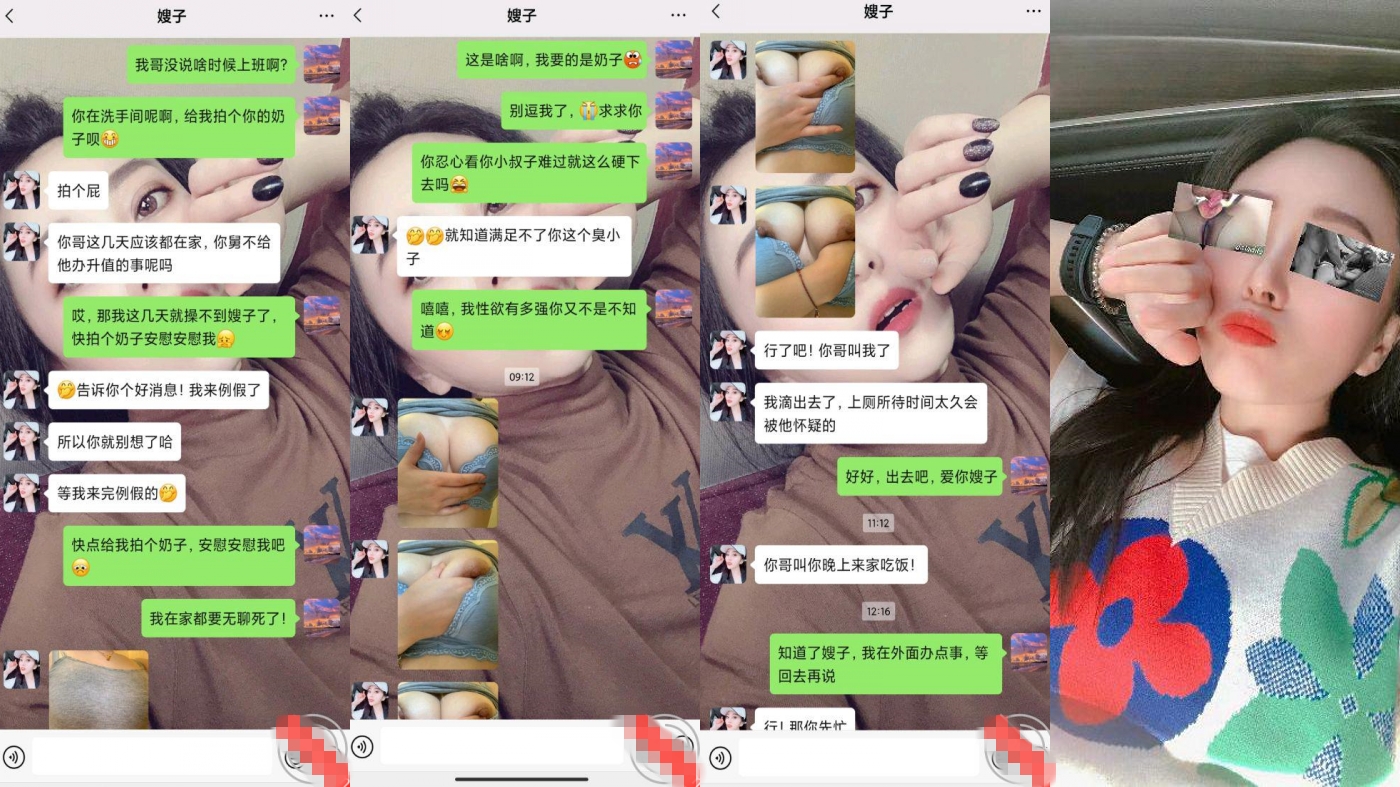 嫂子
我哥没说啥时候上班啊?
你在洗手间呢啊，给我拍个你的奶
子呗
拍个屁
你哥这几天应该都在家，你舅不给
他办升值的事呢吗
哎，那我这几天就操不到嫂子了，
快拍个奶子安慰安慰我
告诉你个好消息！我来例假了
所以你就别想了哈
等我来完例假的
快点给我拍个奶子，安慰安慰我吧
我在家都要无聊死了！
嫂子
这是啥啊，我要的是奶子
别逗我了，求求你
你忍心看你小叔子难过就这么硬下
去吗
就知道满足不了你这个臭小
子
嘻嘻，我性欲有多强你又不是不知
道
09:12
嫂子
行了吧！你哥叫我了
我滴出去了，上厕所待时间太久会
被他怀疑的
好好，出去吧，爱你嫂子
11:12
你哥叫你晚上来家吃饭！
12:16
知道了嫂子，我在外面办点事，等
回去再说
行！那你先忙